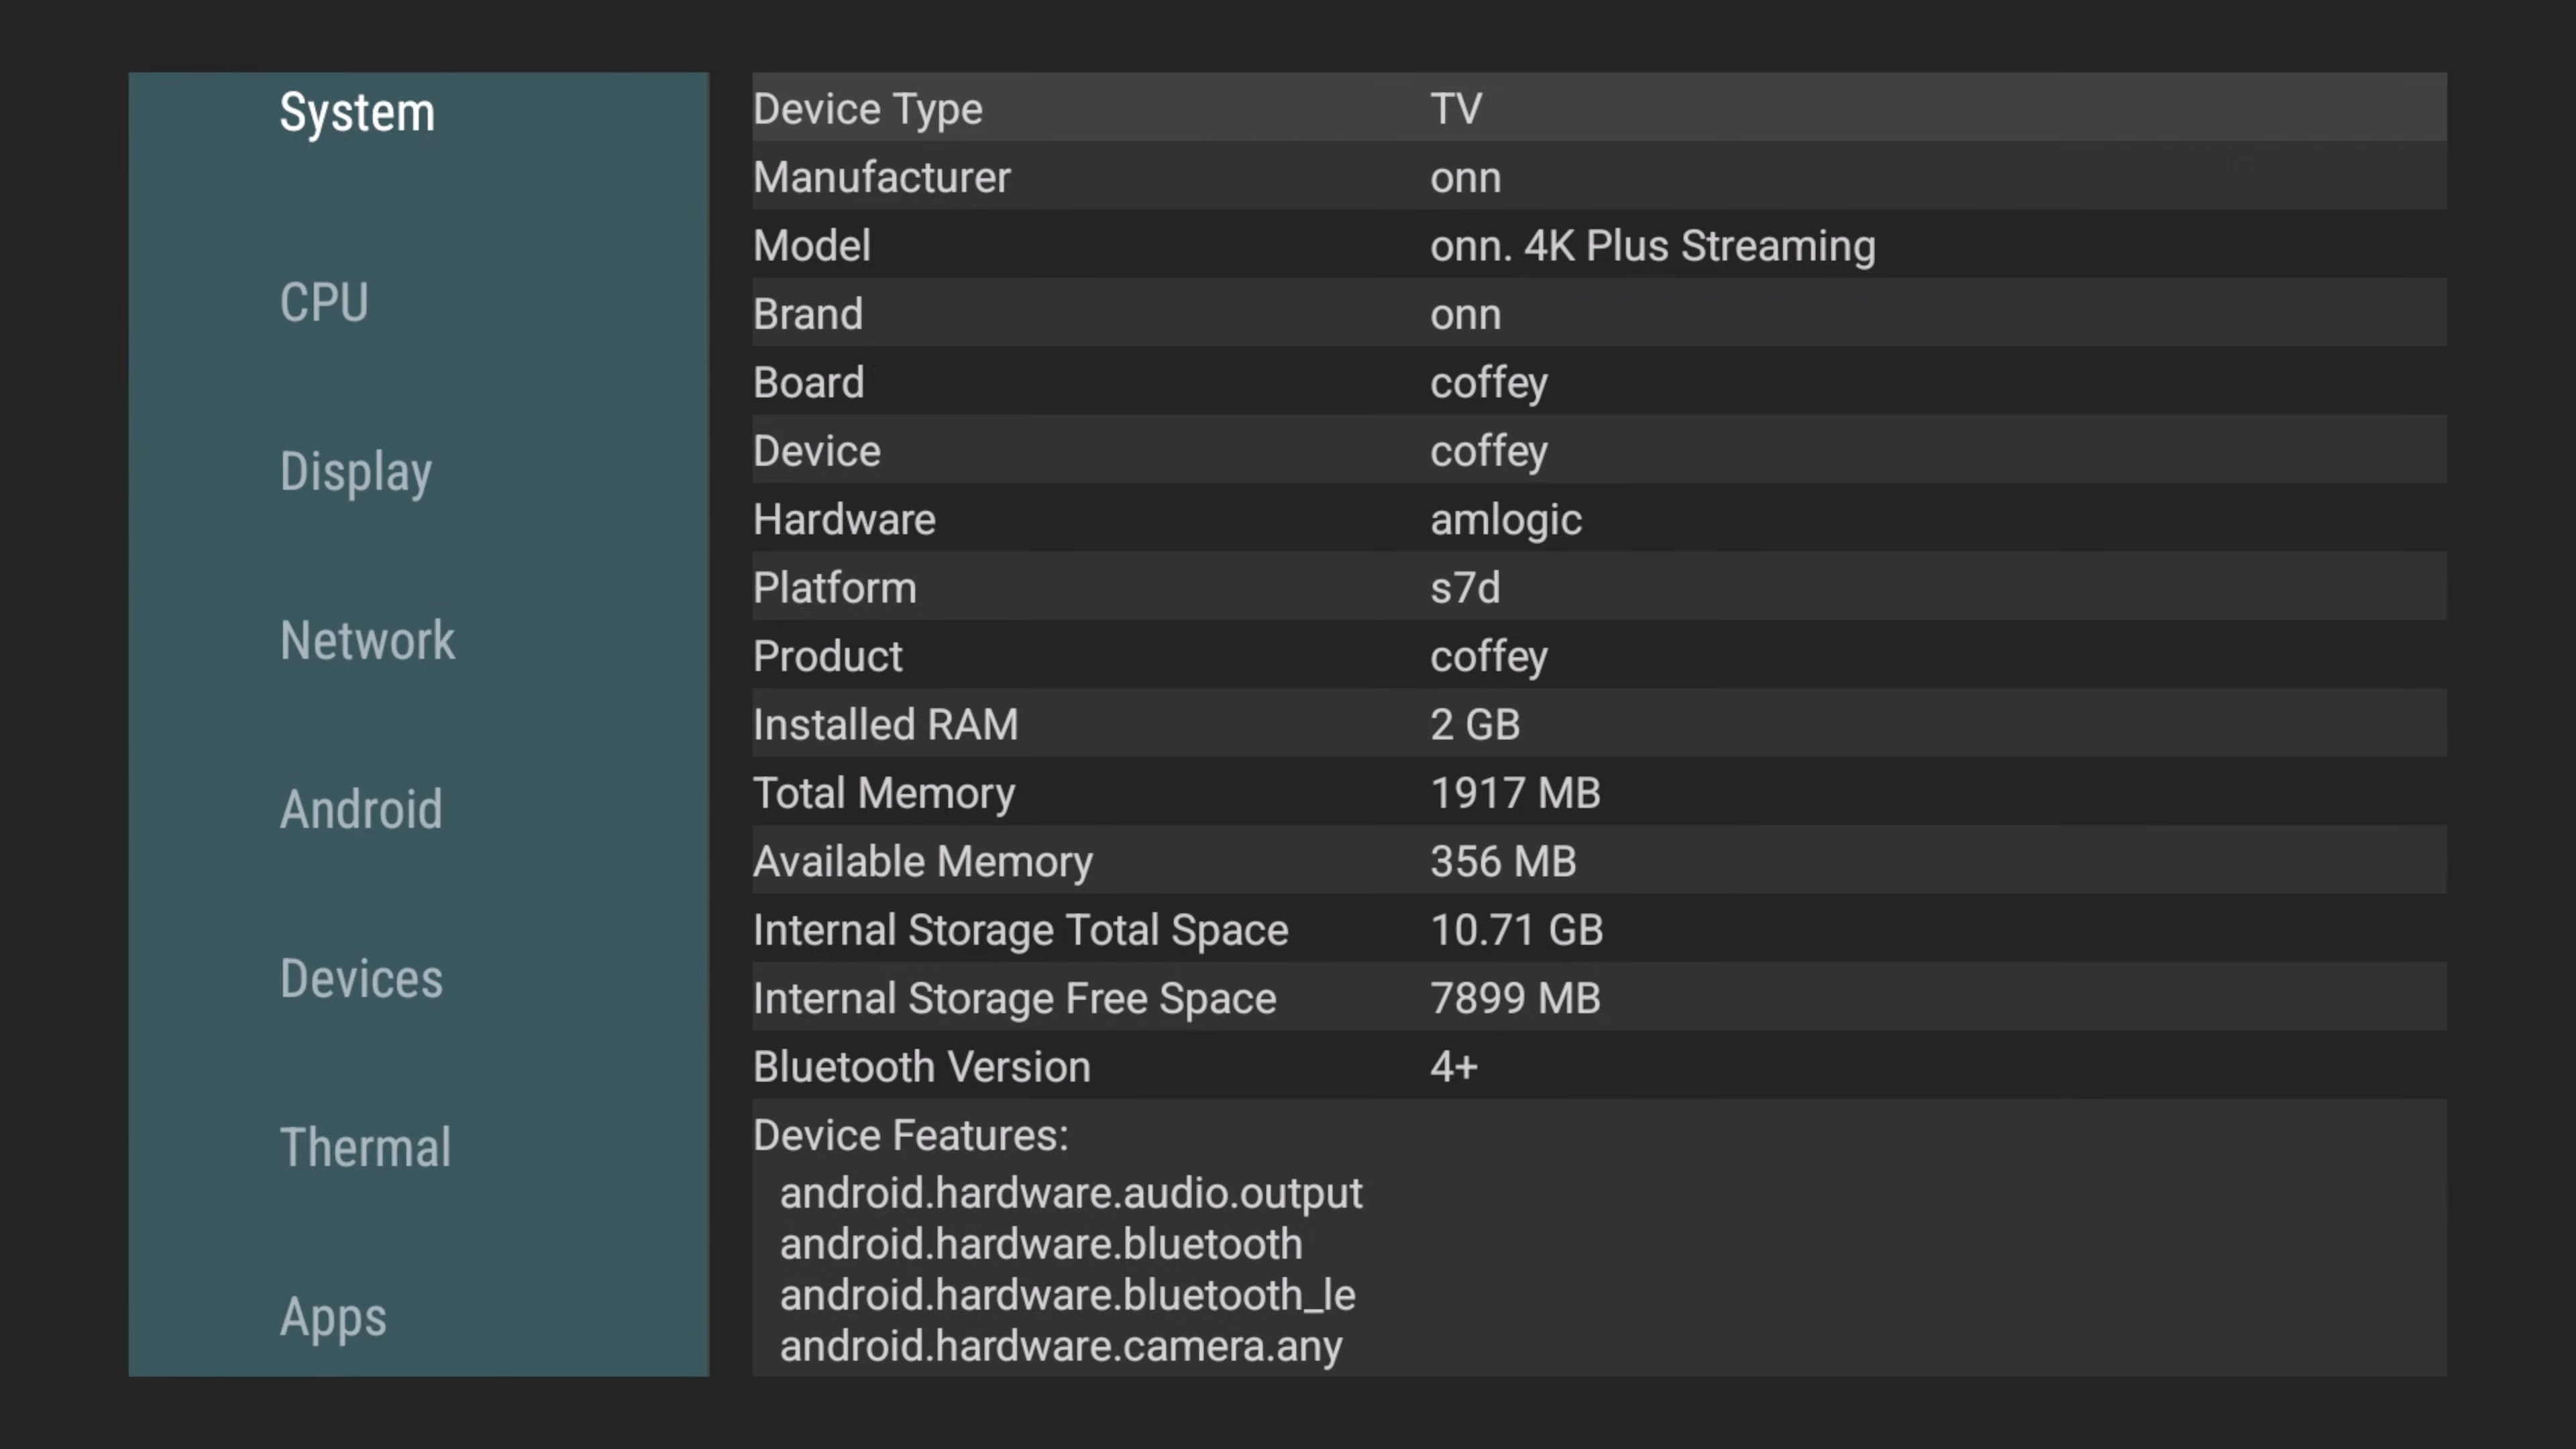 System
CPU
Display
Network
Android
Devices
Thermal
Apps
Device Type TV
Manufacturer onn
Model onn. 4K Plus Streaming
Brand onn
Board coffey
Device coffey
Hardware amlogic
Platform s7d
Product coffey
Installed RAM 2 GB
Total Memory 1917 MB
Available Memory 356 MB
Internal Storage Total Space 10.71 GB
Internal Storage Free Space 7899 MB
Bluetooth Version 4+
Device Features:
android.hardware.audio.output
android.hardware.bluetooth
android.hardware.bluetooth_le
android.hardware.camera.any